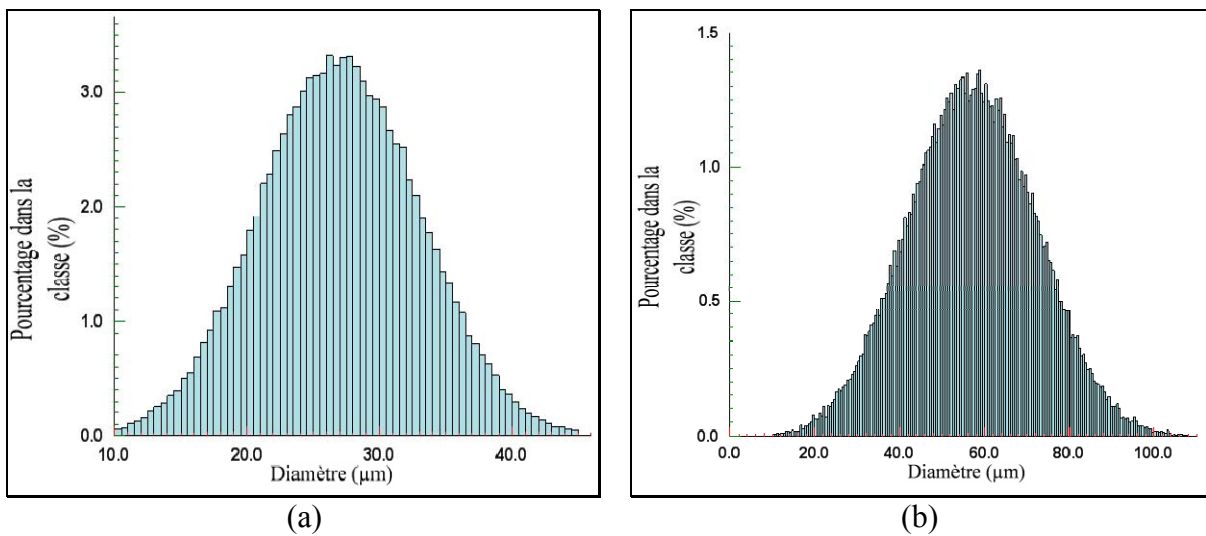 Pourcentage dans la
classe (%)
3.0
2.0
1.0
0.0
10.0 20.0 30.0 40.0
Diamètre (µm)
(a)
Pourcentage dans la
classe (%)
1.5
1.0
0.5
0.0
0.0 20.0 40.0 60.0 80.0 100.0
Diamètre (µm)
(b)